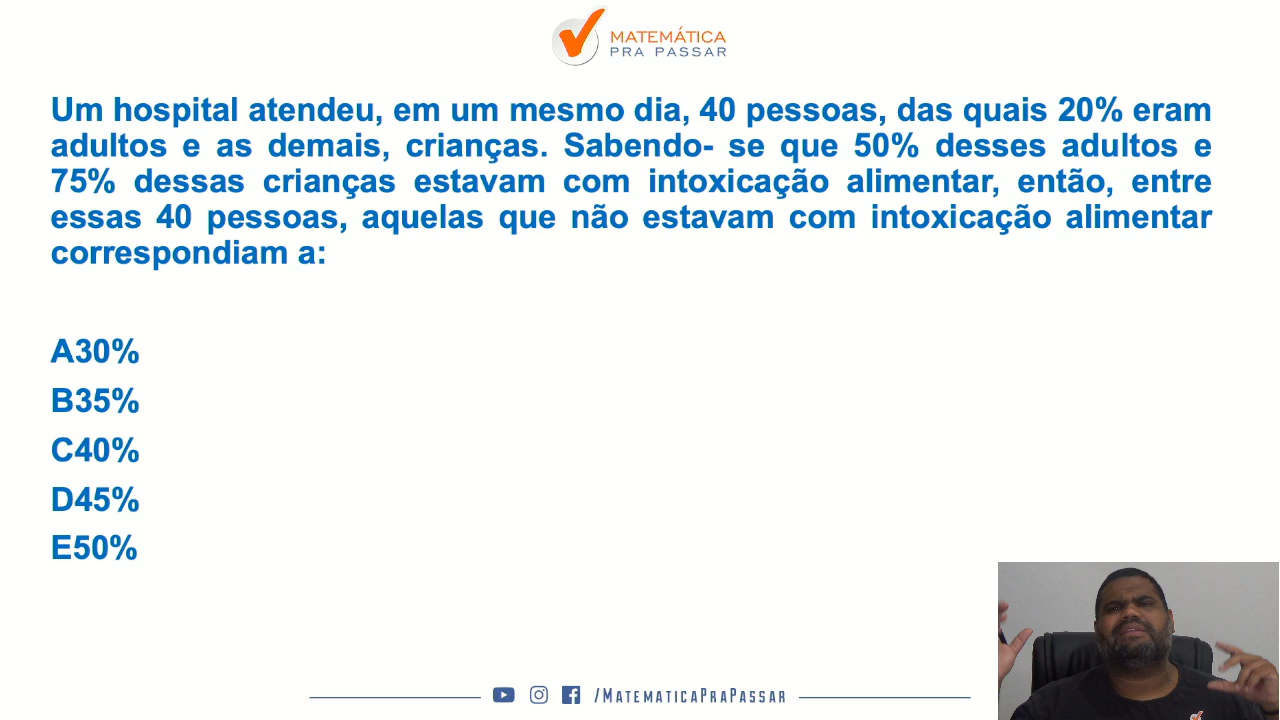 MATEMÁTICA
PRA PASSAR
Um hospital atendeu, em um mesmo dia, 40 pessoas, das quais 20% eram
adultos e as demais, crianças. Sabendo- se que 50% desses adultos e
75% dessas crianças estavam com intoxicação alimentar, então, entre
essas 40 pessoas, aquelas que não estavam com intoxicação alimentar
correspondiam a:
A30%
B35%
C40%
D45%
E50%
/MATEMATICAPRAPASSAR